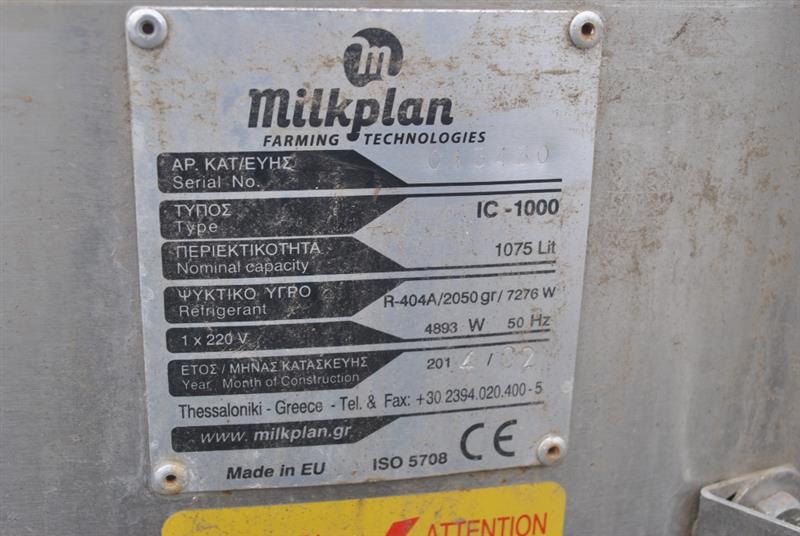 m
Milkplan
FARMING TECHNOLOGIES
ΑΡ. ΚΑΤ/ΕΥΗΣ
Serial No.
ΤΥΠΟΣ
Type
IC -1000
ΠΕΡΙΕΚΤΙΚΟΤΗΤΑ
Nominal capacity
1075 Lit
ΨΥΚΤΙΚΟ ΥΓΡΟ
Refrigerant
R-404A/2050 gr/ 7276 W
1 x 220 V
4893 W 50 Hz
ΕΤΟΣ / ΜΗΝΑΣ ΚΑΤΑΣΚΕΥΗΣ
Year, Month of Construction
2014 / 02
Thessaloniki - Greece - Tel. & Fax: +30 2394.020.400 - 5
www. milkplan.gr
Made in EU
ISO 5708
CE
ATTENTION